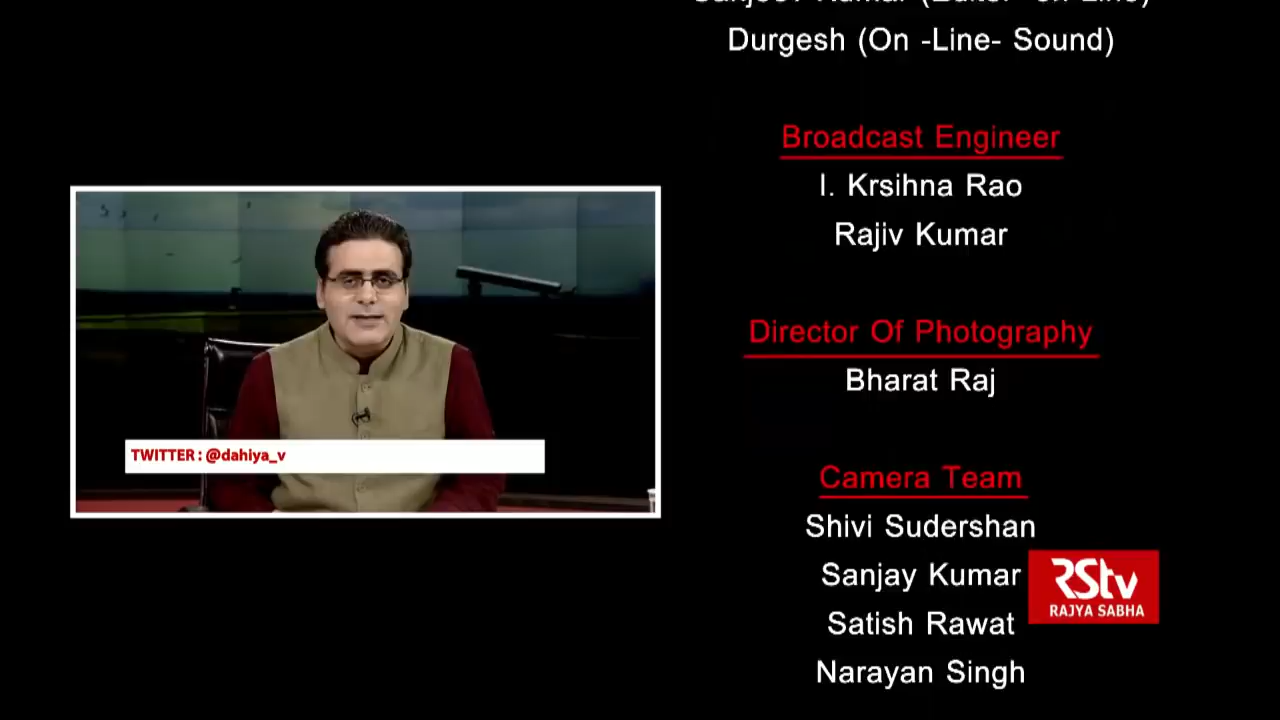 Durgesh (On -Line- Sound)
Broadcast Engineer
I. Krsihna Rao
Rajiv Kumar
Director Of Photography
Bharat Raj
Camera Team
Shivi Sudershan
Sanjay Kumar
Satish Rawat
Narayan Singh
TWITTER : @dahiya_v
RStv
RAJYA SABHA